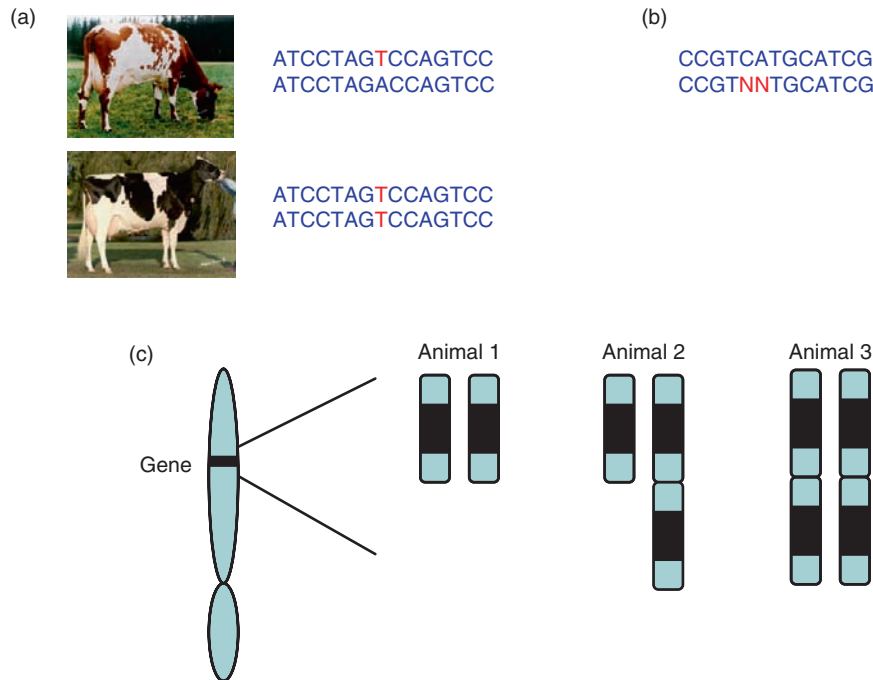 (a)
ATCCTAGTCCAGTCC
ATCCTAGACCAGTCC
ATCCTAGTCCAGTCC
ATCCTAGTCCAGTCC
(b)
CCGTCATGCATCG
CCGTNNTGCATCG
(c)
Gene
Animal 1
Animal 2
Animal 3